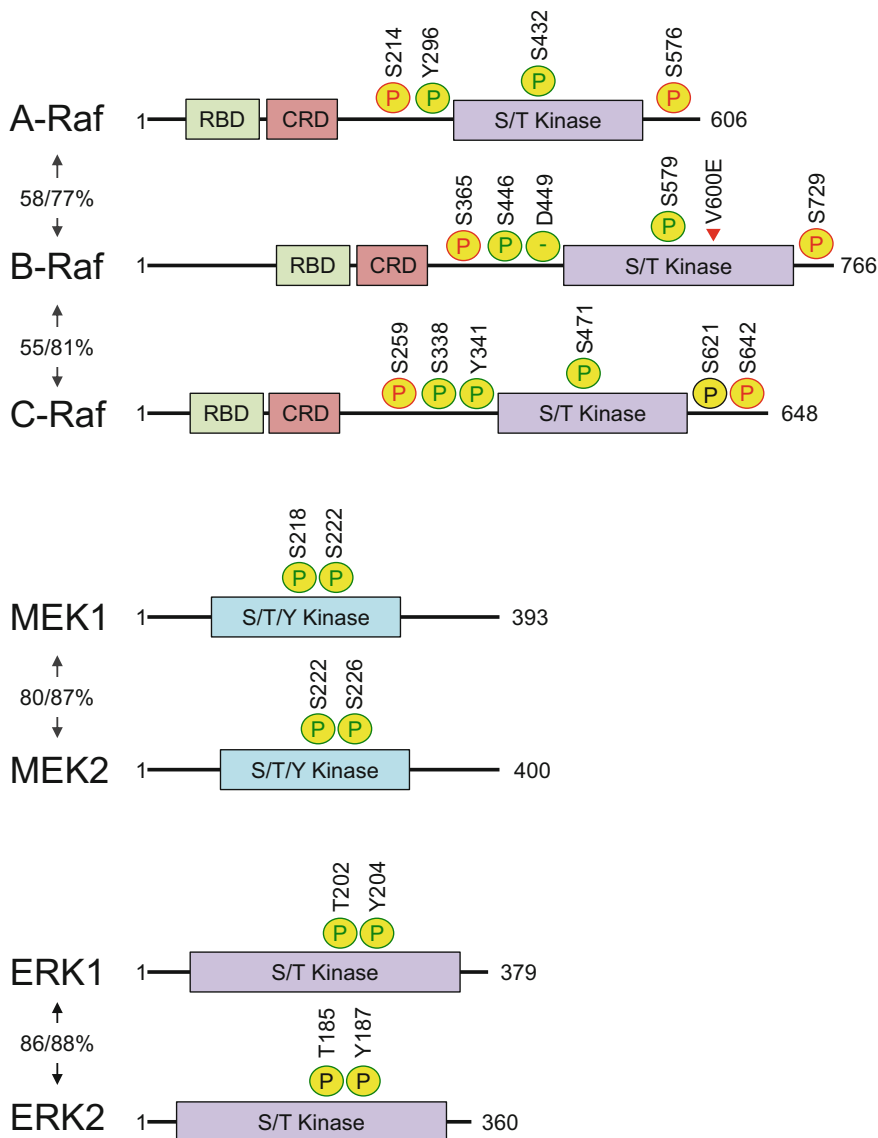 S214
Y296
S432
S576
P
P
P
P
A-Raf
1
RBD
CRD
S/T Kinase
606
58/77%
S365
S446
D449
S579
V600E
S729
P
P
-
P
P
B-Raf
1
RBD
CRD
S/T Kinase
766
55/81%
S259
S338
Y341
S471
S621
S642
P
P
P
P
P
P
C-Raf
1
RBD
CRD
S/T Kinase
648
S218
S222
P
P
MEK1
1
S/T/Y Kinase
393
80/87%
S222
S226
P
P
MEK2
1
S/T/Y Kinase
400
T202
Y204
P
P
ERK1
1
S/T Kinase
379
86/88%
T185
Y187
P
P
ERK2
1
S/T Kinase
360